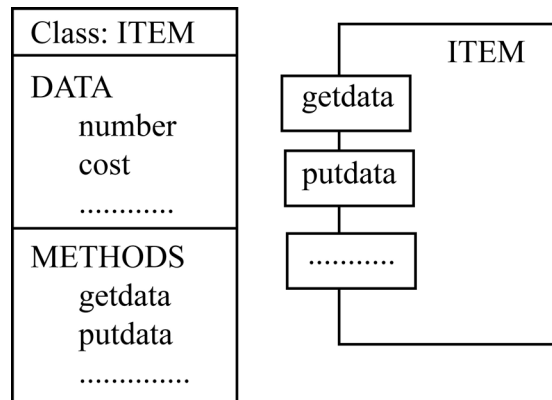 Class: ITEM
DATA
number
cost
............
METHODS
getdata
putdata
..............
ITEM
getdata
putdata
...........